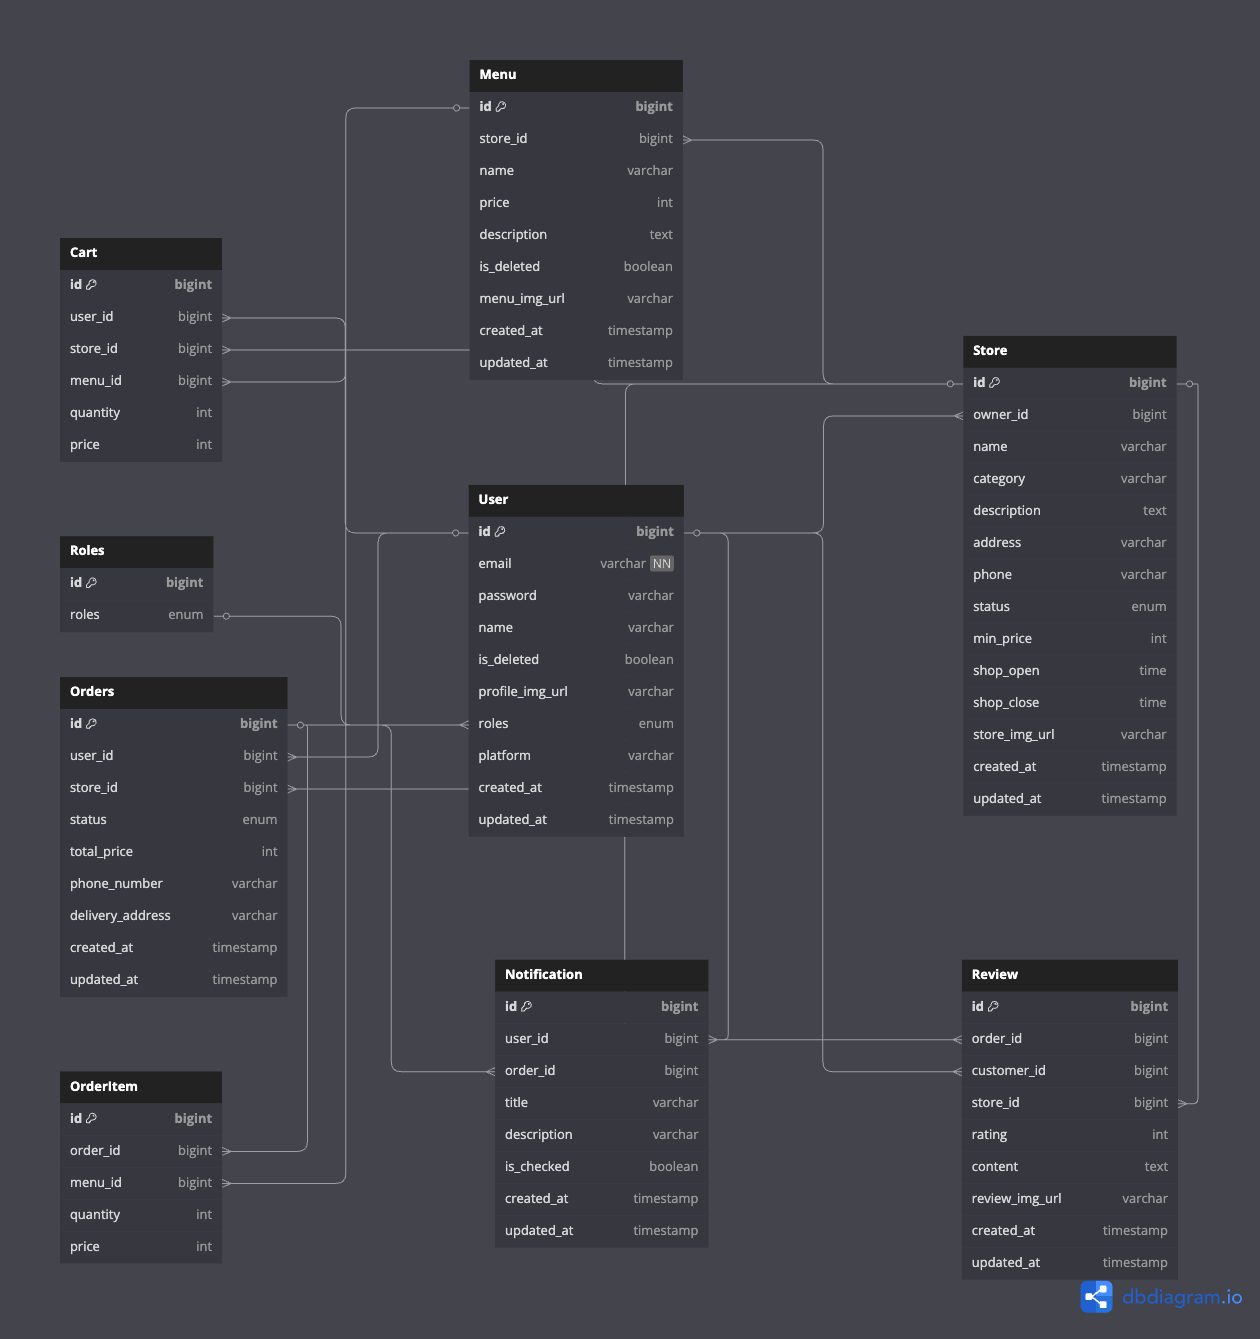 Menu
id bigint
store_id bigint
name varchar
price int
description text
is_deleted boolean
menu_img_url varchar
created_at timestamp
updated_at timestamp
Cart
id bigint
user_id bigint
store_id bigint
menu_id bigint
quantity int
price int
Store
id bigint
owner_id bigint
name varchar
category varchar
description text
address varchar
phone varchar
status enum
min_price int
shop_open time
shop_close time
store_img_url varchar
created_at timestamp
updated_at timestamp
User
id bigint
email varchar NN
password varchar
name varchar
is_deleted boolean
profile_img_url varchar
roles enum
platform varchar
created_at timestamp
updated_at timestamp
Roles
id bigint
roles enum
Orders
id bigint
user_id bigint
store_id bigint
status enum
total_price int
phone_number varchar
delivery_address varchar
created_at timestamp
updated_at timestamp
OrderItem
id bigint
order_id bigint
menu_id bigint
quantity int
price int
Notification
id bigint
user_id bigint
order_id bigint
title varchar
description varchar
is_checked boolean
created_at timestamp
updated_at timestamp
Review
id bigint
order_id bigint
customer_id bigint
store_id bigint
rating int
content text
review_img_url varchar
created_at timestamp
updated_at timestamp
dbdiagram.io